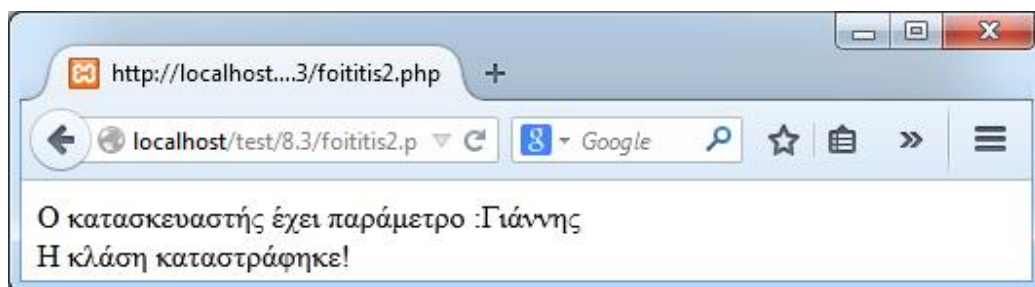 http://localhost....3/foititis2.php
localhost/test/8.3/foititis2.p
Google
Ο κατασκευαστής έχει παράμετρο :Γιάννης
Η κλάση καταστράφηκε!